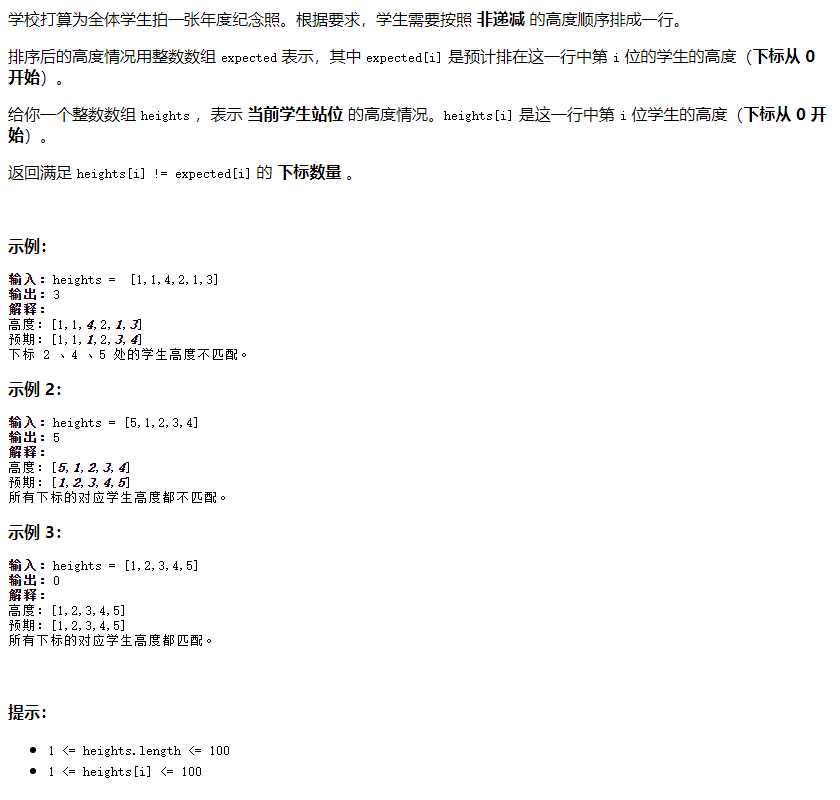 学校打算为全体学生拍一张年度纪念照。根据要求，学生需要按照 非递减 的高度顺序排成一行。
排序后的高度情况用整数数组 expected 表示，其中 expected[i] 是预计排在这一行中第 i 位的学生的高度（下标从 0
开始）。
给你一个整数数组 heights ，表示 当前学生站位 的高度情况。heights[i] 是这一行中第 i 位学生的高度（下标从 0 开
始）。
返回满足 heights[i] != expected[i] 的 下标数量 。
示例：
输入：heights =  [1,1,4,2,1,3]
输出：3
解释：
高度：[1,1,4,2,1,3]
预期：[1,1,1,2,3,4]
下标 2 、4 、5 处的学生高度不匹配。
示例 2：
输入：heights = [5,1,2,3,4]
输出：5
解释：
高度：[5,1,2,3,4]
预期：[1,2,3,4,5]
所有下标的对应学生高度都不匹配。
示例 3：
输入：heights = [1,2,3,4,5]
输出：0
解释：
高度：[1,2,3,4,5]
预期：[1,2,3,4,5]
所有下标的对应学生高度都匹配。
提示：
• 1 <= heights.length <= 100
• 1 <= heights[i] <= 100